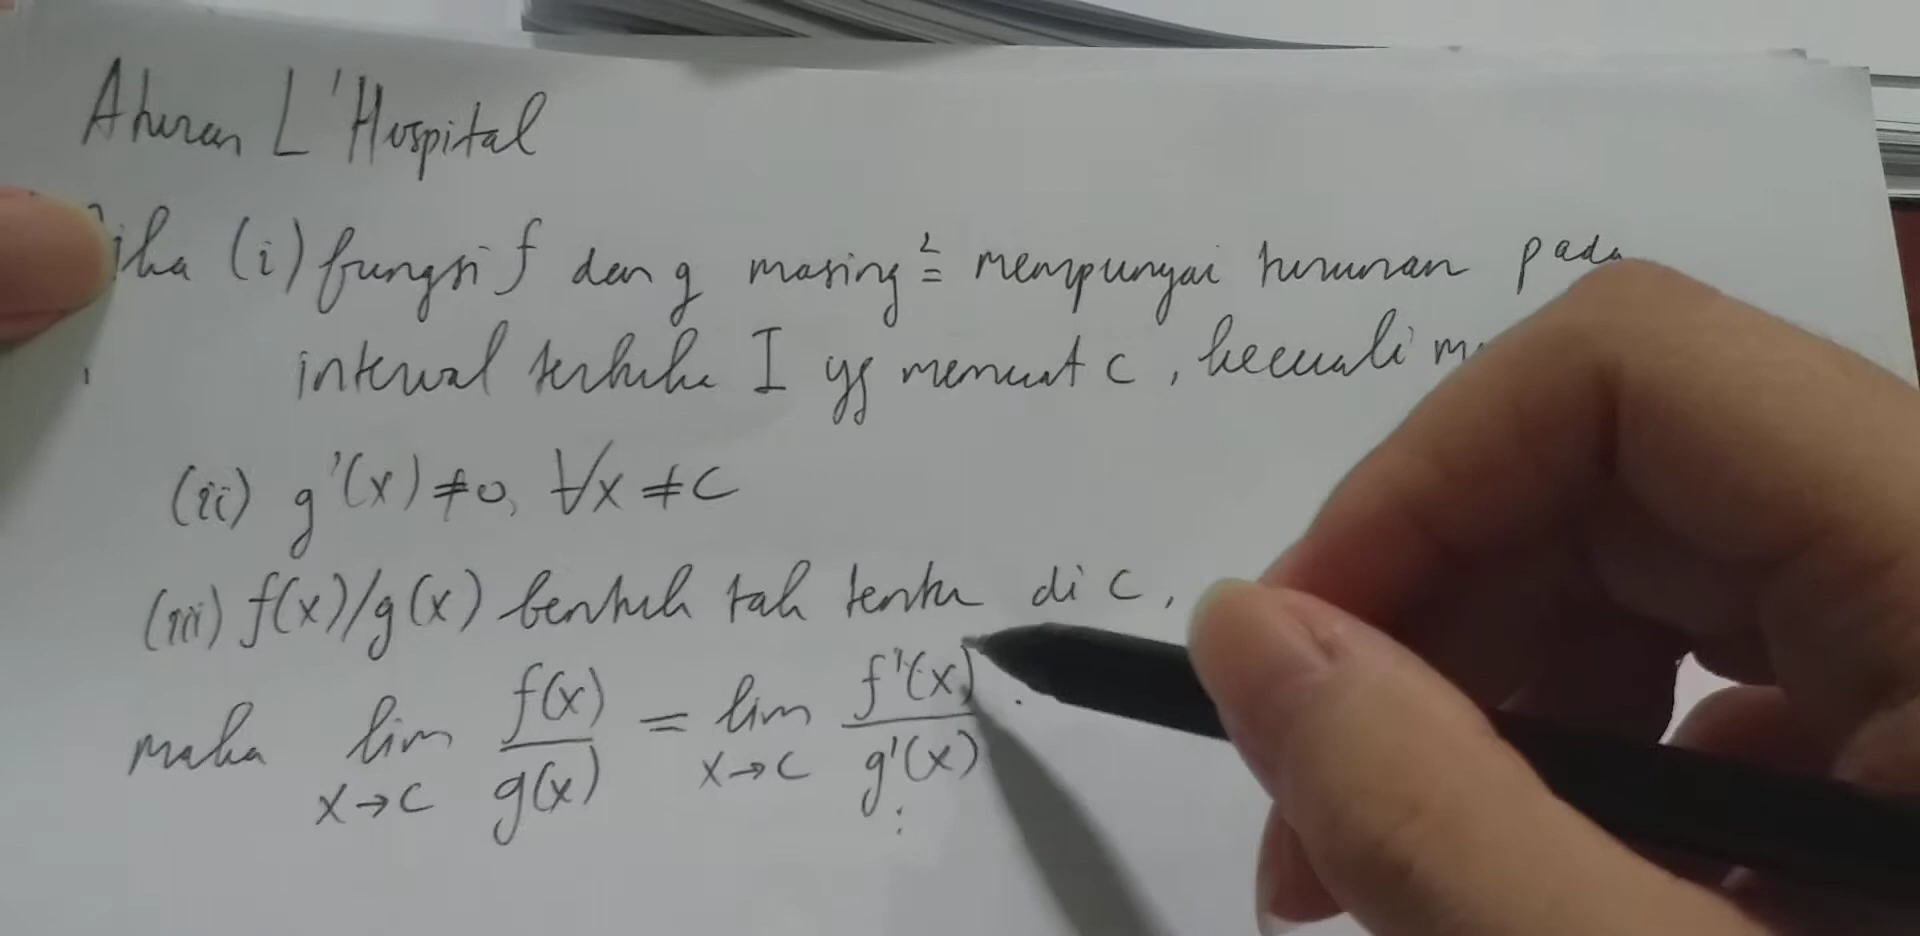 Aturan L'Hospital
Jika (i) fungsi f dan g masing² = mempunyai turunan pada
interval terbuka I yg memuat c, kecuali
(ii) g'(x) ≠ 0, ∀x ≠ c
(iii) f(x)/g(x) bentuk tak tentu di c,
maka lim x→c f(x)/g(x) = lim x→c f'(x)/g'(x).